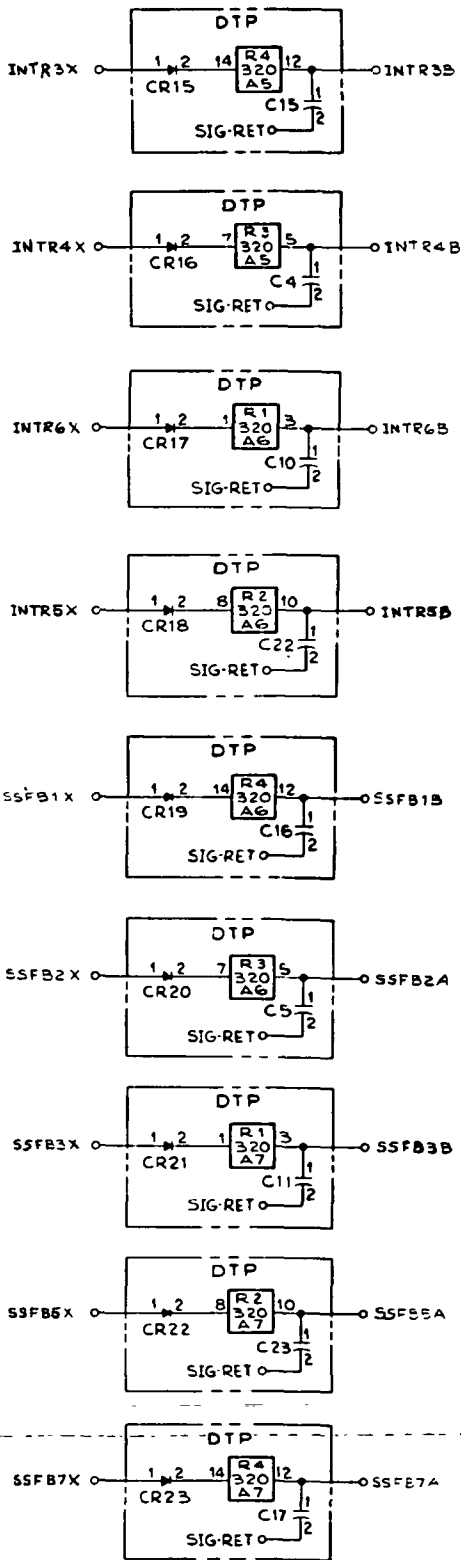 DTP
INTR3X 1 2 14 R4 12 INTR3B
CR15 320 A5 C15 1 2
SIG-RET
DTP
INTR4X 1 2 7 R3 5 INTR4B
CR16 320 A5 C4 1 2
SIG-RET
DTP
INTR6X 1 2 1 R1 3 INTR6B
CR17 320 A6 C10 1 2
SIG-RET
DTP
INTR5X 1 2 8 R2 10 INTR5B
CR18 320 A6 C22 1 2
SIG-RET
DTP
SSFB1X 1 2 14 R4 12 SSFB1B
CR19 320 A6 C16 1 2
SIG-RET
DTP
SSFB2X 1 2 7 R3 5 SSFB2A
CR20 320 A6 C5 1 2
SIG-RET
DTP
SSFB3X 1 2 1 R1 3 SSFB3B
CR21 320 A7 C11 1 2
SIG-RET
DTP
SSFB5X 1 2 8 R2 10 SSFB5A
CR22 320 A7 C23 1 2
SIG-RET
DTP
SSFB7X 1 2 14 R4 12 SSFB7A
CR23 320 A7 C17 1 2
SIG-RET